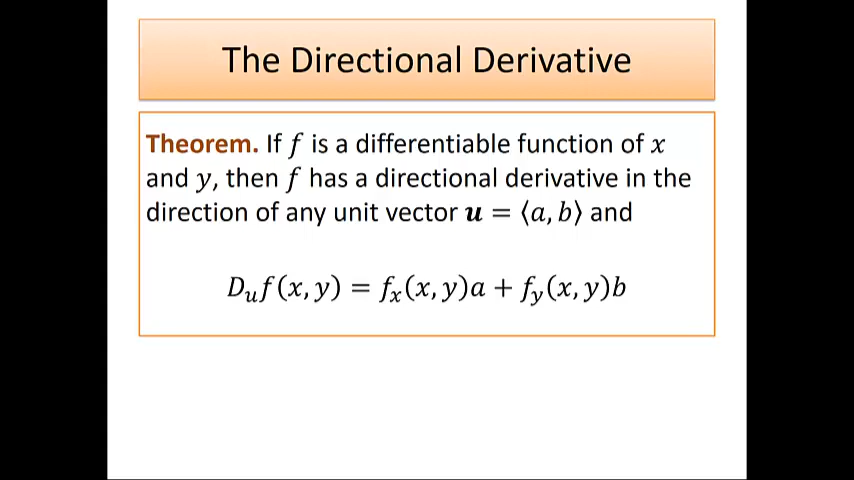 The Directional Derivative
Theorem. If f is a differentiable function of x
and y, then f has a directional derivative in the
direction of any unit vector u = ⟨a, b⟩ and
Dᵤf(x, y) = fₓ(x, y)a + f_y(x, y)b